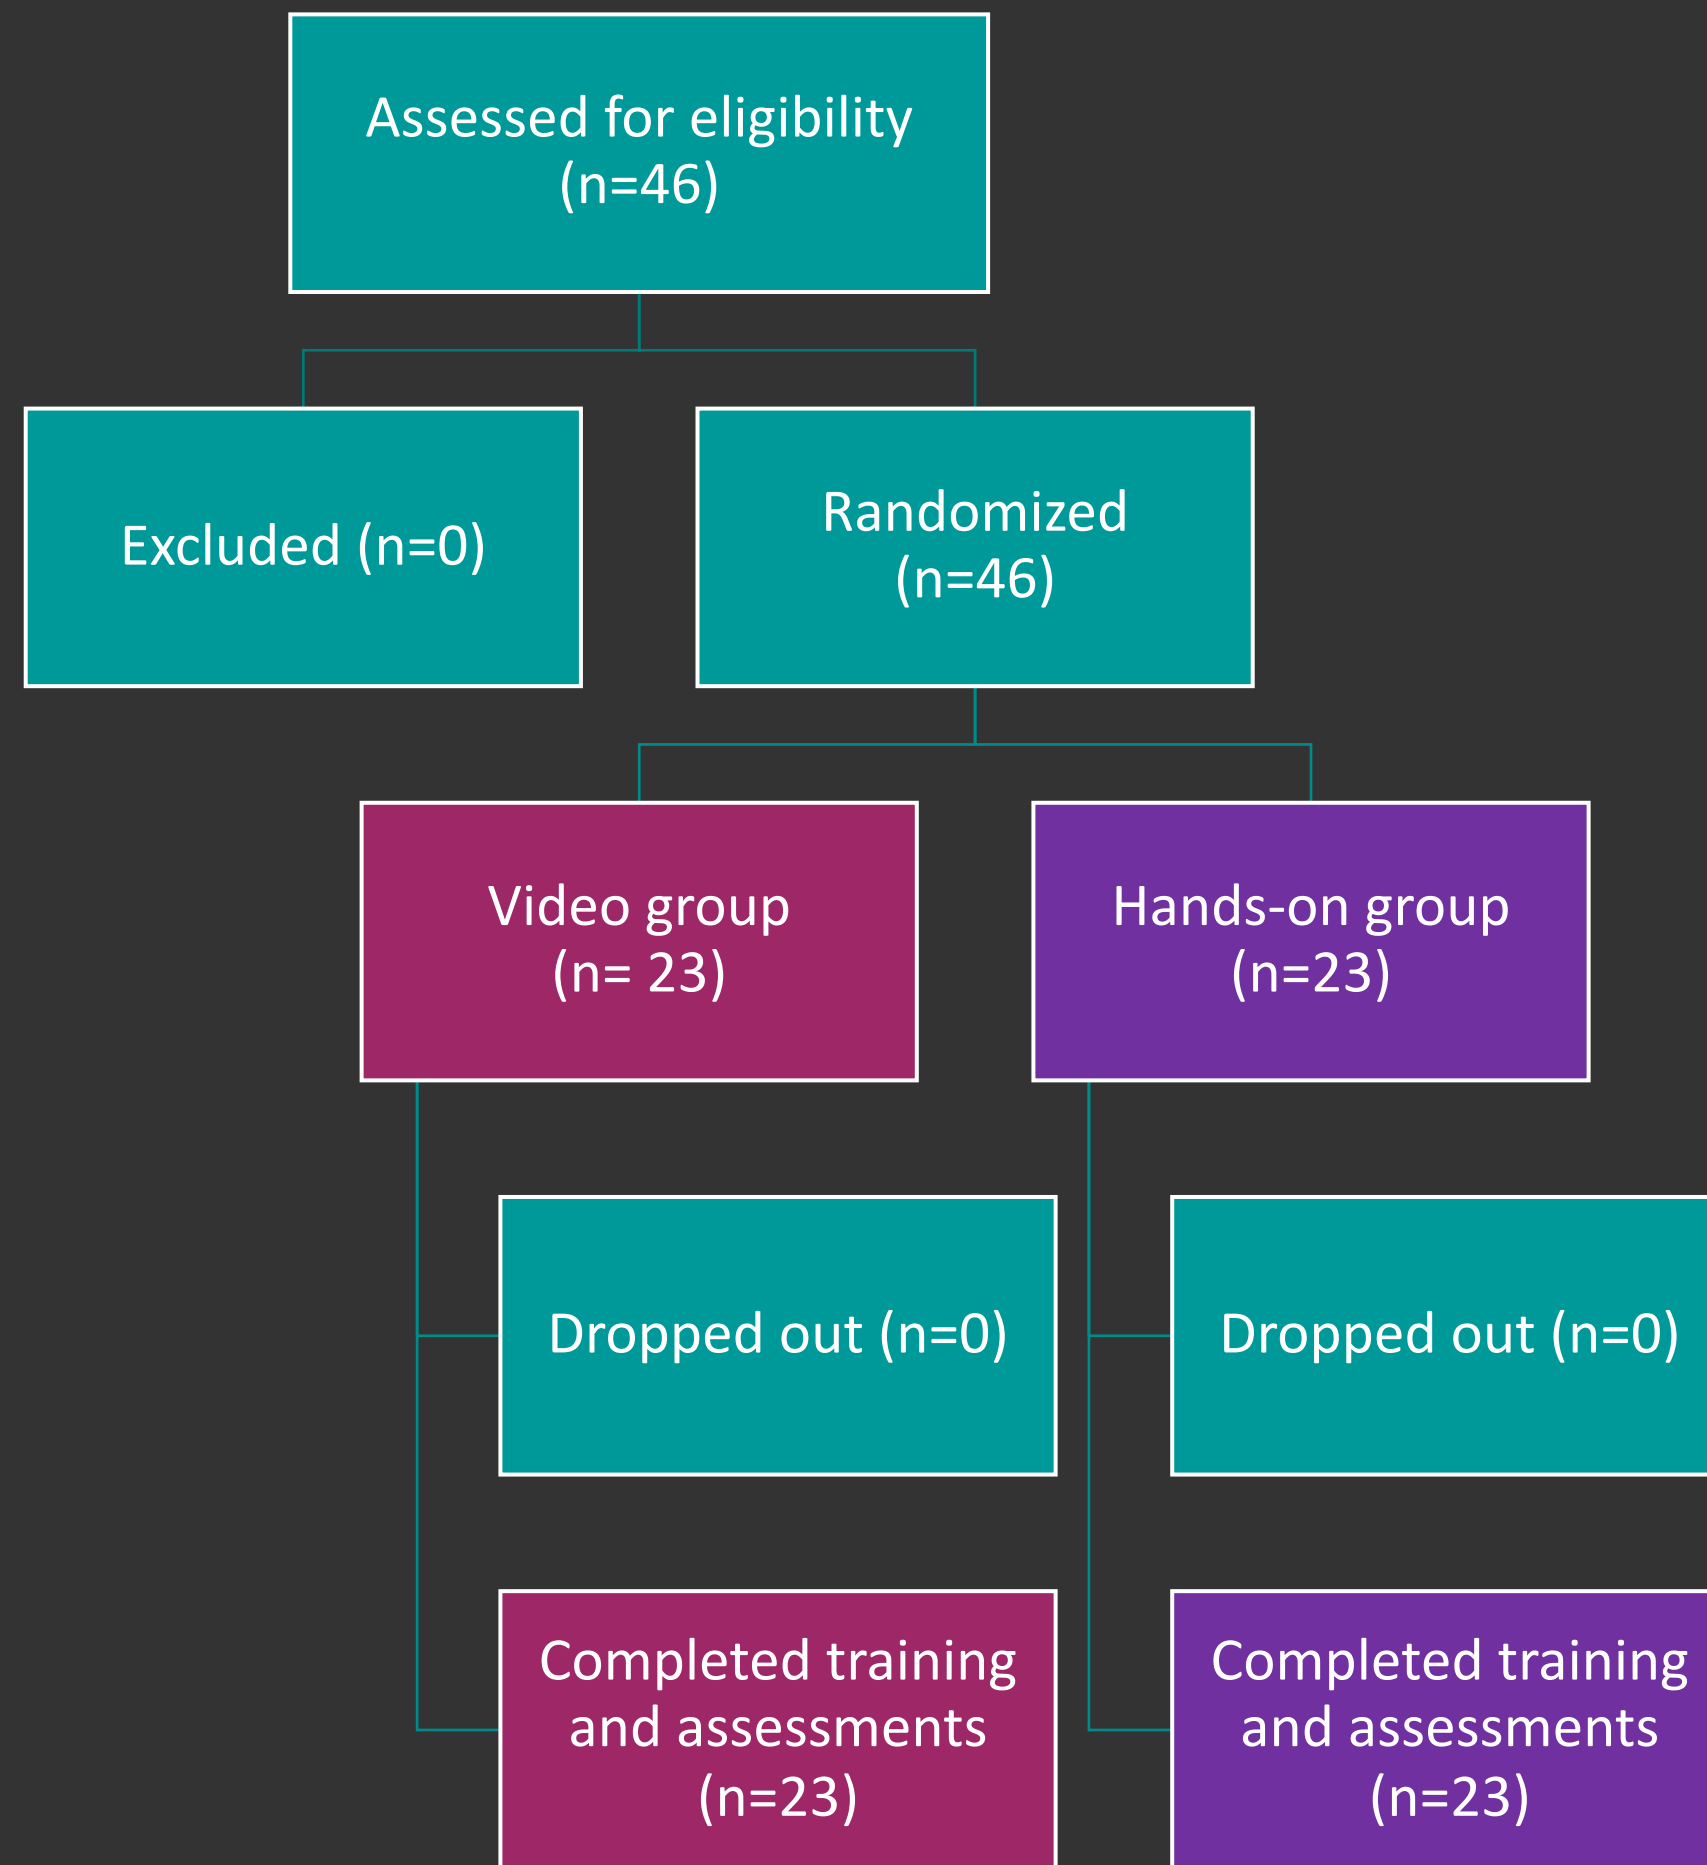 Assessed for eligibility
(n=46)
Excluded (n=0)
Randomized
(n=46)
Video group
(n= 23)
Hands-on group
(n=23)
Dropped out (n=0)
Dropped out (n=0)
Completed training
and assessments
(n=23)
Completed training
and assessments
(n=23)